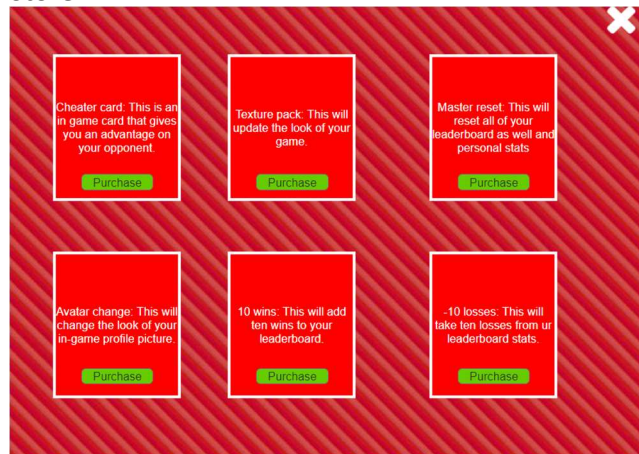 Cheater card: This is an
in game card that gives
you an advantage on
your opponent.
Purchase
Texture pack: This will
update the look of your
game.
Purchase
Master reset: This will
reset all of your
leaderboard as well and
personal stats
Purchase
Avatar change: This will
change the look of your
in-game profile picture.
Purchase
10 wins: This will add
ten wins to your
leaderboard.
Purchase
-10 losses: This will
take ten losses from ur
leaderboard stats.
Purchase